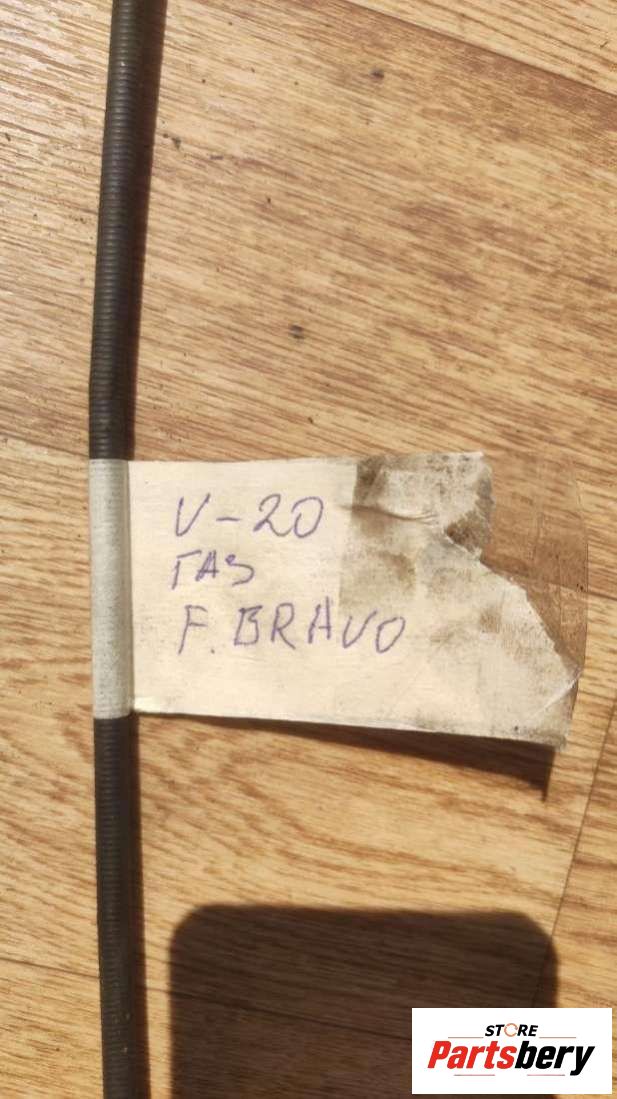 V-20
ГАЗ
F. BRAVO
STORE
Partsbery